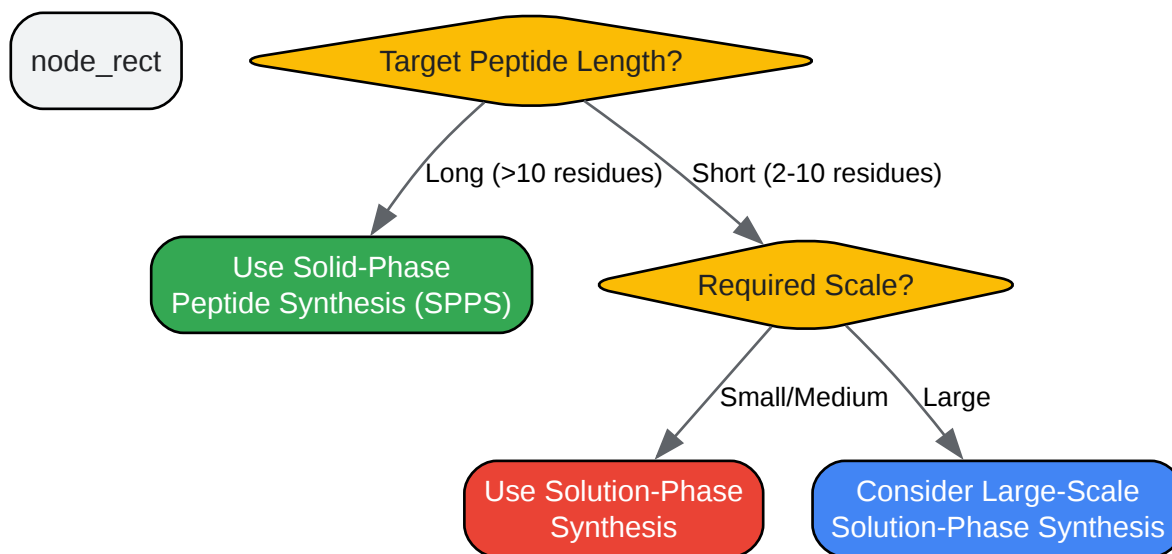 node_rect
Target Peptide Length?
Long (>10 residues)
Short (2-10 residues)
Use Solid-Phase
Peptide Synthesis (SPPS)
Required Scale?
Small/Medium
Large
Use Solution-Phase
Synthesis
Consider Large-Scale
Solution-Phase Synthesis